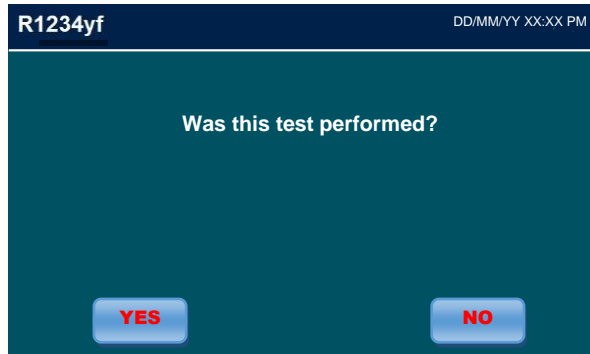 R1234yf
DD/MM/YY XX:XX PM
Was this test performed?
YES
NO